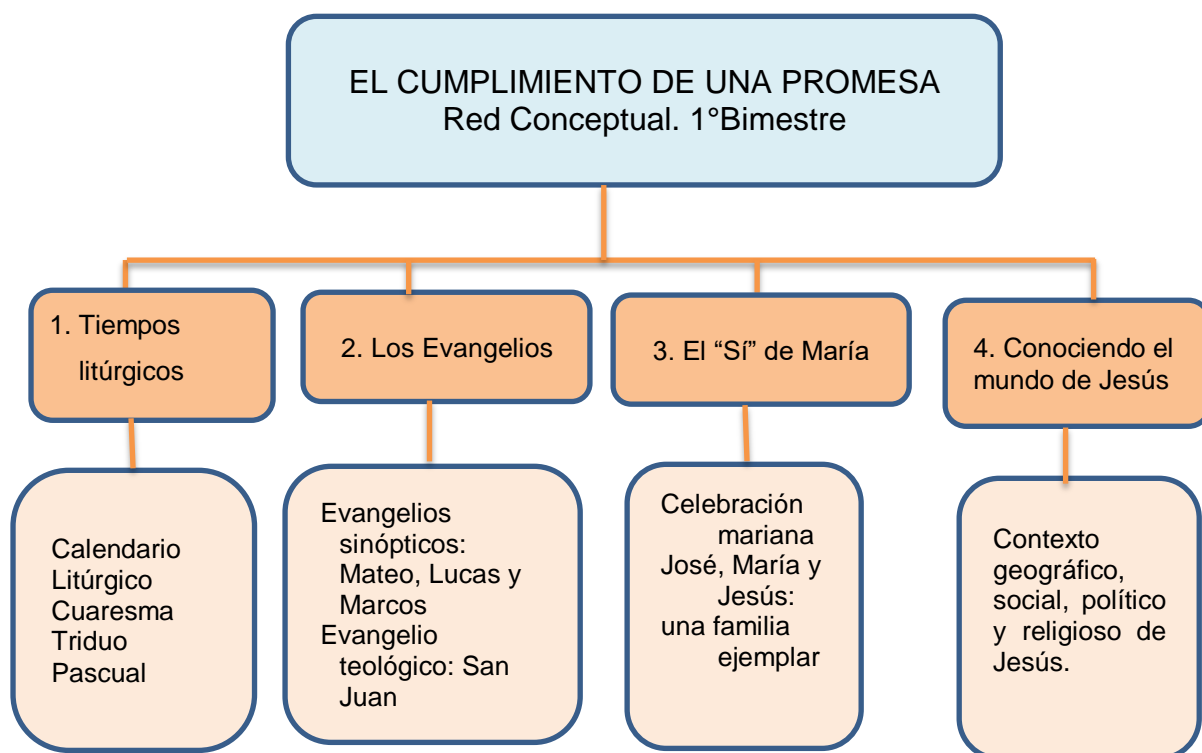 EL CUMPLIMIENTO DE UNA PROMESA
Red Conceptual. 1°Bimestre
1. Tiempos
litúrgicos
2. Los Evangelios
3. El “Sí” de María
4. Conociendo el
mundo de Jesús
Calendario
Litúrgico
Cuaresma
Triduo
Pascual
Evangelios
sinópticos:
Mateo, Lucas y
Marcos
Evangelio
teológico: San
Juan
Celebración
mariana
José, María y
Jesús:
una familia
ejemplar
Contexto
geográfico,
social, político
y religioso de
Jesús.